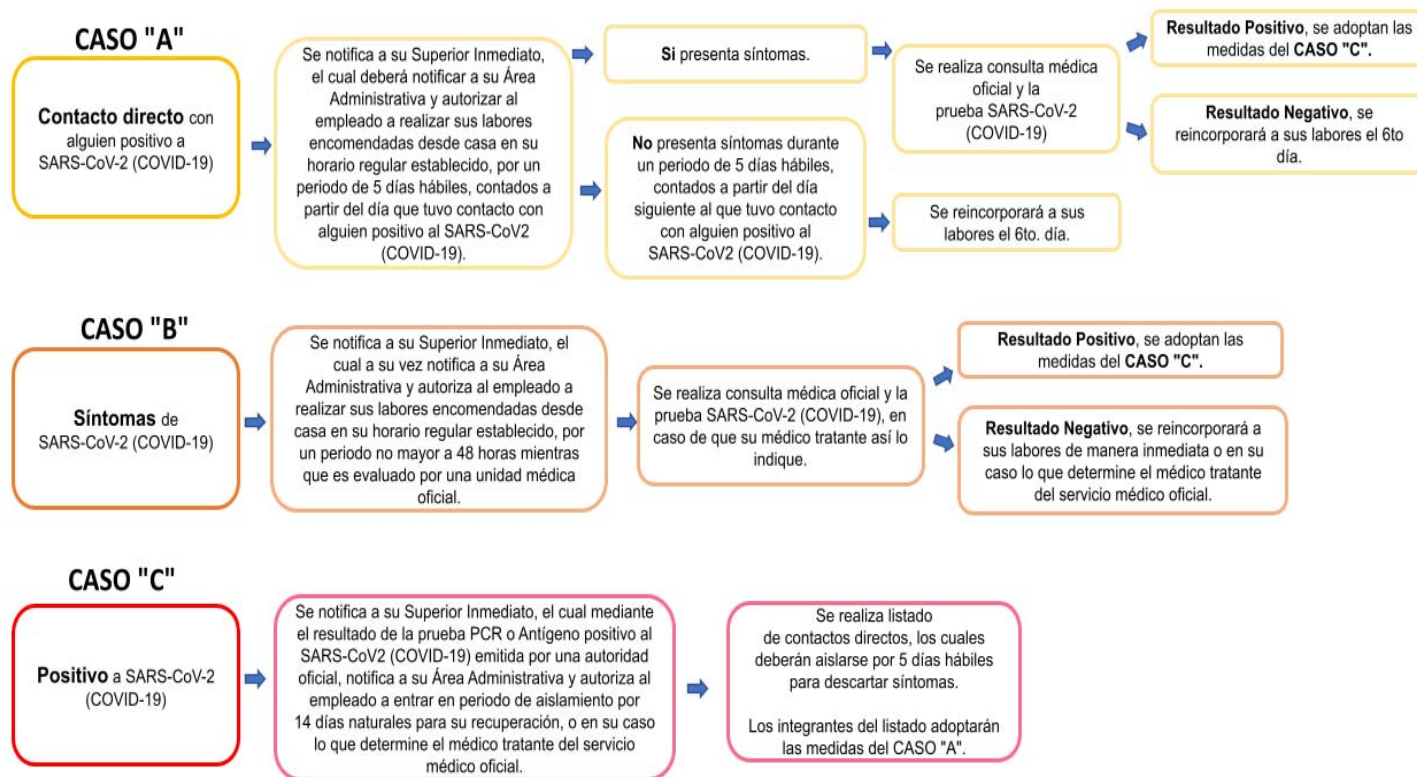 CASO "A"
Contacto directo con
alguien positivo a
SARS-CoV-2 (COVID-19)
Se notifica a su Superior Inmediato,
el cual deberá notificar a su Área
Administrativa y autorizar al
empleado a realizar sus labores
encomendadas desde casa en su
horario regular establecido, por un
periodo de 5 días hábiles, contados a
partir del día que tuvo contacto con
alguien positivo al SARS-CoV2
(COVID-19).
Si presenta síntomas.
No presenta síntomas durante
un periodo de 5 días hábiles,
contados a partir del día
siguiente al que tuvo contacto
con alguien positivo al
SARS-CoV2 (COVID-19).
Se realiza consulta médica
oficial y la
prueba SARS-CoV-2
(COVID-19)
Se reincorporará a sus
labores el 6to. día.
Resultado Positivo, se adoptan las
medidas del CASO "C".
Resultado Negativo, se
reincorporará a sus labores el 6to
día.
CASO "B"
Síntomas de
SARS-CoV-2 (COVID-19)
Se notifica a su Superior Inmediato, el
cual a su vez notifica a su Área
Administrativa y autoriza al empleado a
realizar sus labores encomendadas desde
casa en su horario regular establecido, por
un periodo no mayor a 48 horas mientras
que es evaluado por una unidad médica
oficial.
Se realiza consulta médica oficial y la
prueba SARS-CoV-2 (COVID-19), en
caso de que su médico tratante así lo
indique.
Resultado Positivo, se adoptan las
medidas del CASO "C".
Resultado Negativo, se reincorporará a
sus labores de manera inmediata o en su
caso lo que determine el médico tratante
del servicio médico oficial.
CASO "C"
Positivo a SARS-CoV-2
(COVID-19)
Se notifica a su Superior Inmediato, el cual mediante
el resultado de la prueba PCR o Antígeno positivo al
SARS-CoV2 (COVID-19) emitida por una autoridad
oficial, notifica a su Área Administrativa y autoriza al
empleado a entrar en periodo de aislamiento por
14 días naturales para su recuperación, o en su caso
lo que determine el médico tratante del servicio
médico oficial.
Se realiza listado
de contactos directos, los cuales
deberán aislarse por 5 días hábiles
para descartar síntomas.
Los integrantes del listado adoptarán
las medidas del CASO "A".